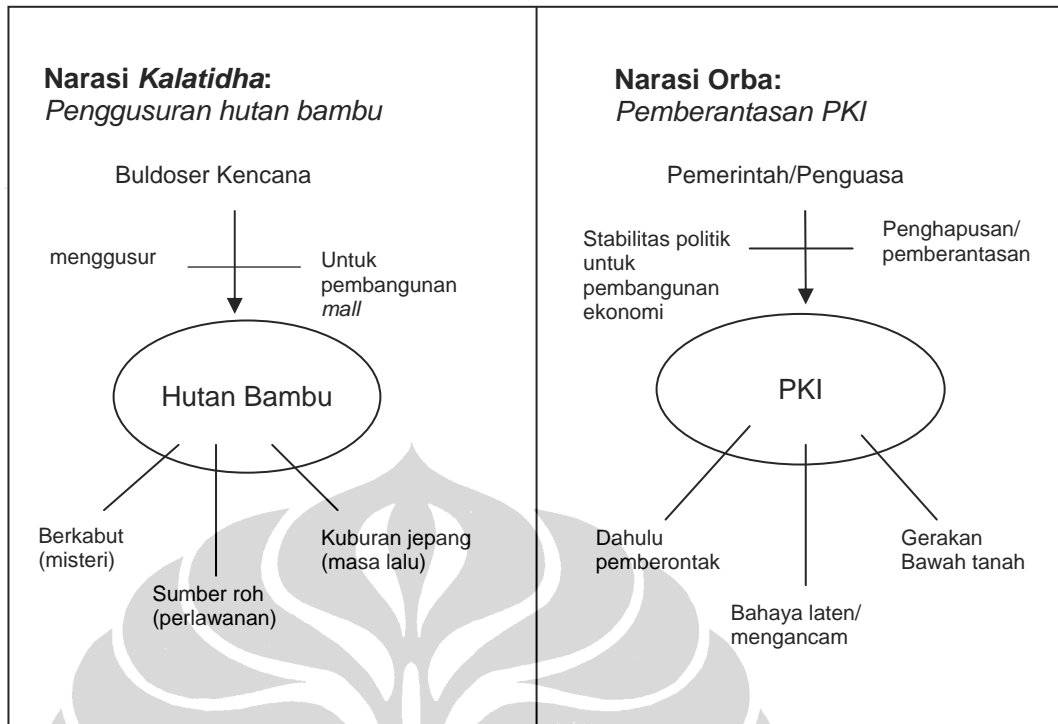 Narasi Kalatidha:
Penggusuran hutan bambu
Buldoser Kencana
menggusur
Untuk
pembangunan
mall
Hutan Bambu
Berkabut
(misteri)
Sumber roh
(perlawanan)
Kuburan jepang
(masa lalu)
Narasi Orba:
Pemberantasan PKI
Pemerintah/Penguasa
Stabilitas politik
untuk
pembangunan
ekonomi
Penghapusan/
pemberantasan
PKI
Dahulu
pemberontak
Bahaya laten/
mengancam
Gerakan
Bawah tanah